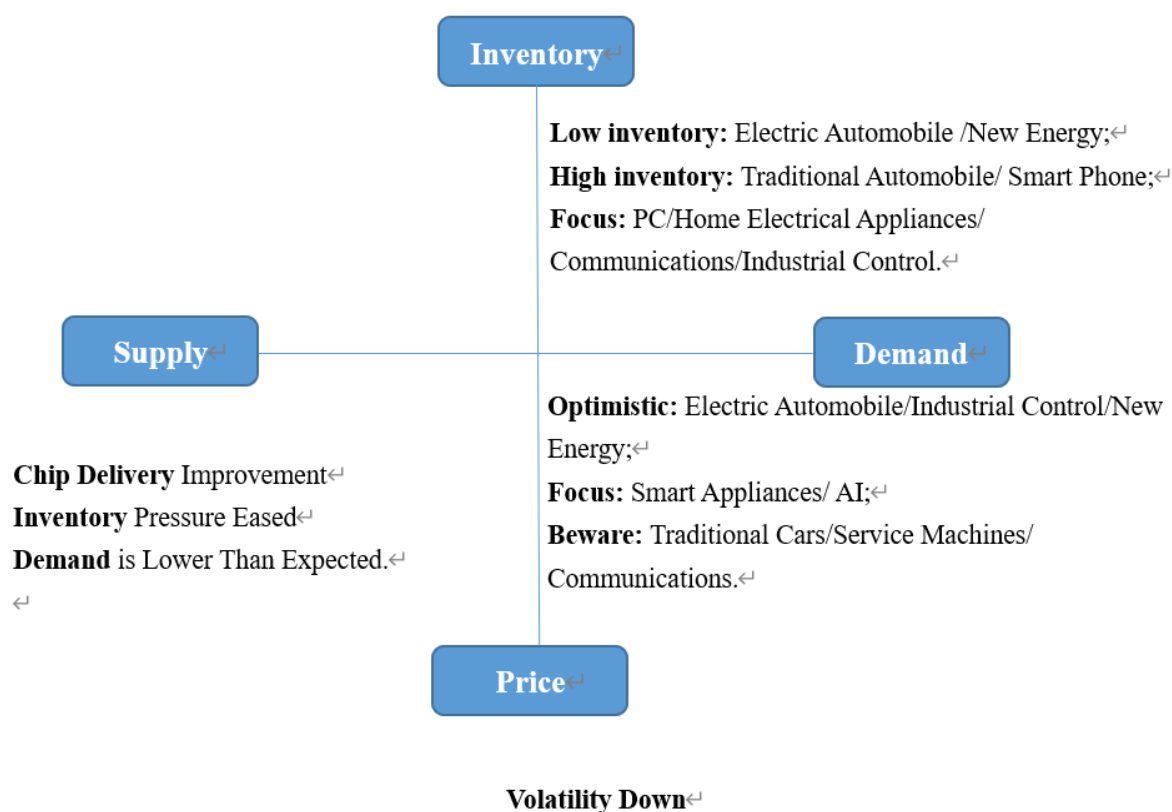 Inventory↵
Low inventory: Electric Automobile /New Energy;↵
High inventory: Traditional Automobile/ Smart Phone;↵
Focus: PC/Home Electrical Appliances/
Communications/Industrial Control.↵
Supply↵
Demand↵
Optimistic: Electric Automobile/Industrial Control/New
Energy;↵
Focus: Smart Appliances/ AI;↵
Beware: Traditional Cars/Service Machines/
Communications.↵
Chip Delivery Improvement↵
Inventory Pressure Eased↵
Demand is Lower Than Expected.↵
↵
Price↵
Volatility Down↵